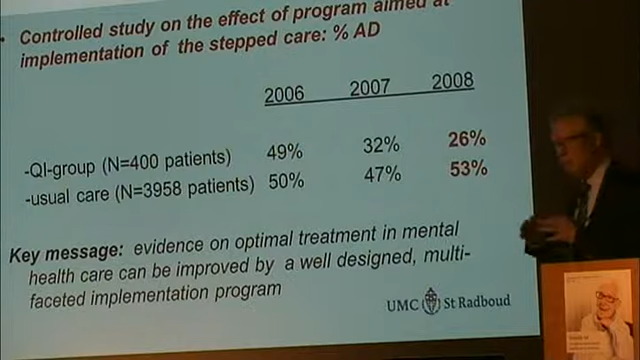 • Controlled study on the effect of program aimed at
implementation of the stepped care: % AD
2006 2007 2008
-QI-group (N=400 patients) 49% 32% 26%
-usual care (N=3958 patients) 50% 47% 53%
Key message: evidence on optimal treatment in mental
health care can be improved by a well designed, multi-
faceted implementation program
UMC St Radboud